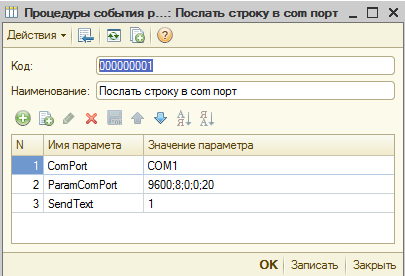 Процедуры события р...: Послать строку в com порт
Действия
Код: 000000001
Наименование: Послать строку в com порт
N Имя парамета Значение параметра
1 ComPort COM1
2 ParamComPort 9600;8;0;0;20
3 SendText 1
OK Записать Закрыть